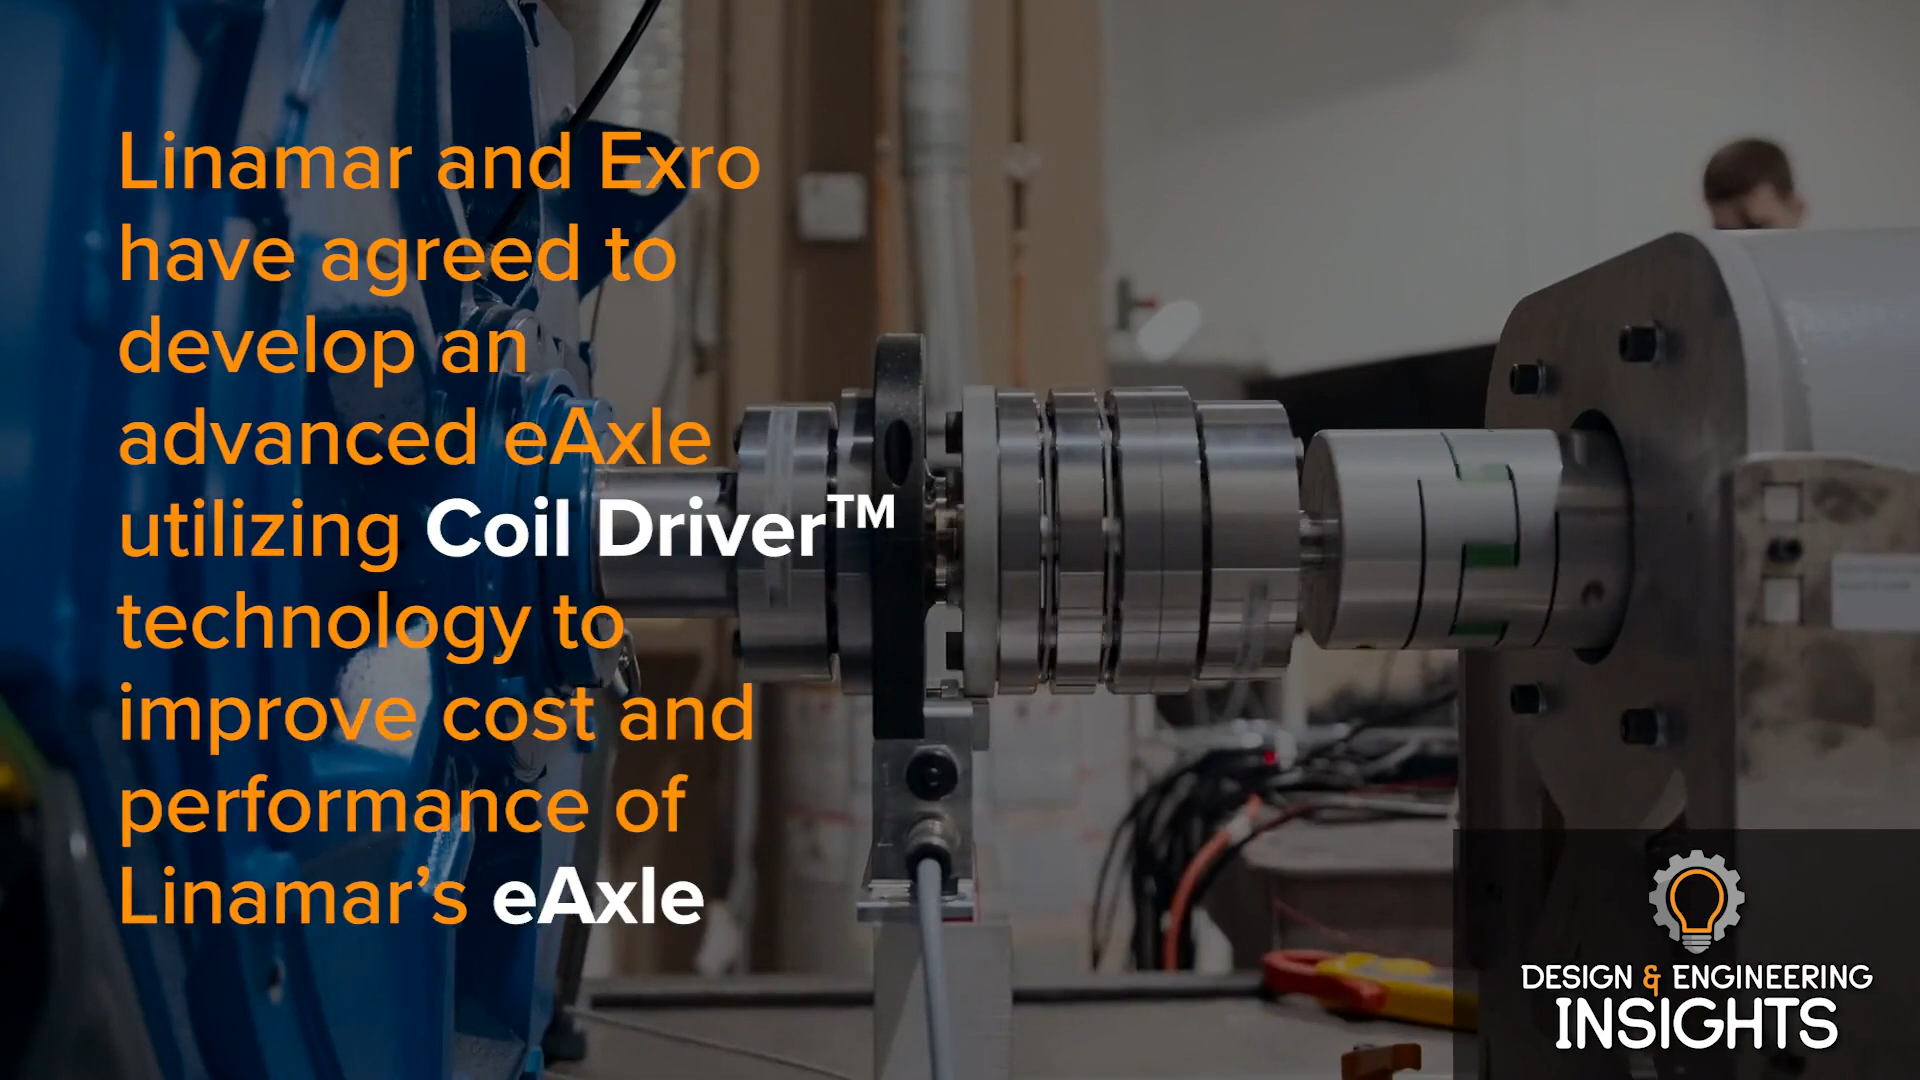 Linamar and Exro
have agreed to
develop an
advanced eAxle
utilizing Coil Driver™
technology to
improve cost and
performance of
Linamar’s eAxle
DESIGN & ENGINEERING
INSIGHTS